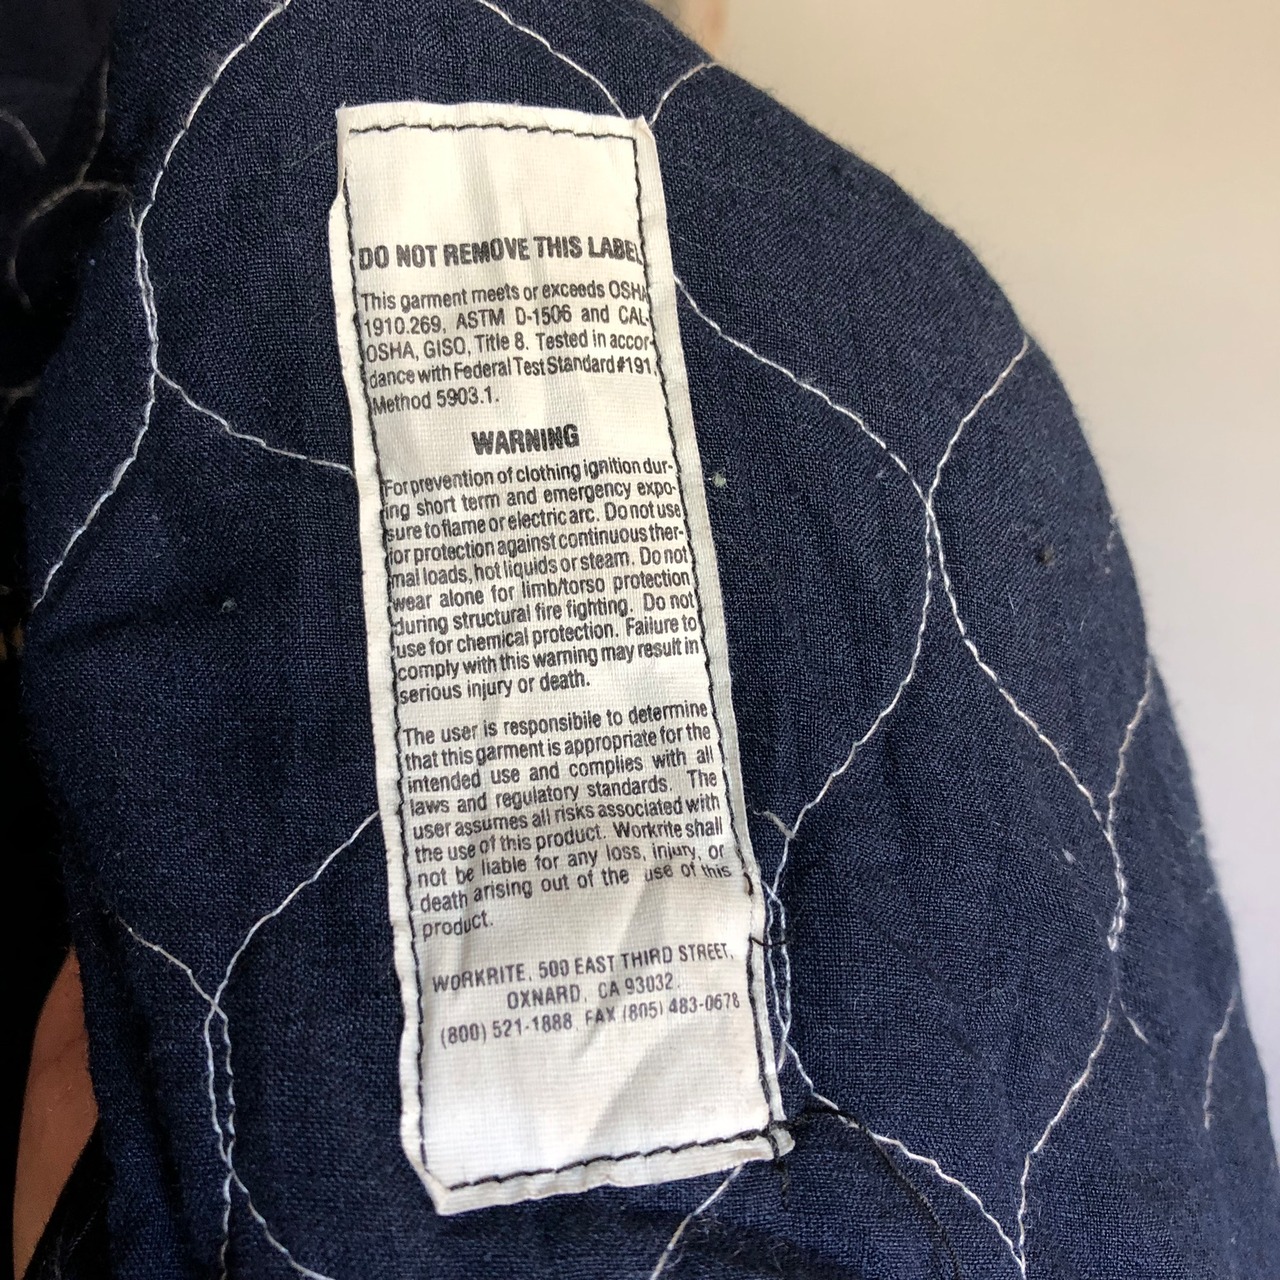 DO NOT REMOVE THIS LABEL
This garment meets or exceeds OSHA
1910.269, ASTM D-1506 and CAL-
OSHA, GISO, Title 8. Tested in accor-
dance with Federal Test Standard #191,
Method 5903.1.
WARNING
For prevention of clothing ignition dur-
ing short term and emergency expo-
sure to flame or electric arc. Do not use
for protection against continuous ther-
mal loads, hot liquids or steam. Do not
wear alone for limb/torso protection
during structural fire fighting. Do not
use for chemical protection. Failure to
comply with this warning may result in
serious injury or death.
The user is responsibile to determine
that this garment is appropriate for the
intended use and complies with all
laws and regulatory standards. The
user assumes all risks associated with
the use of this product. Workrite shall
not be liable for any loss, injury, or
death arising out of the use of this
product.
WORKRITE, 500 EAST THIRD STREET,
OXNARD, CA 93032.
(800) 521-1888, FAX (805) 483-0678